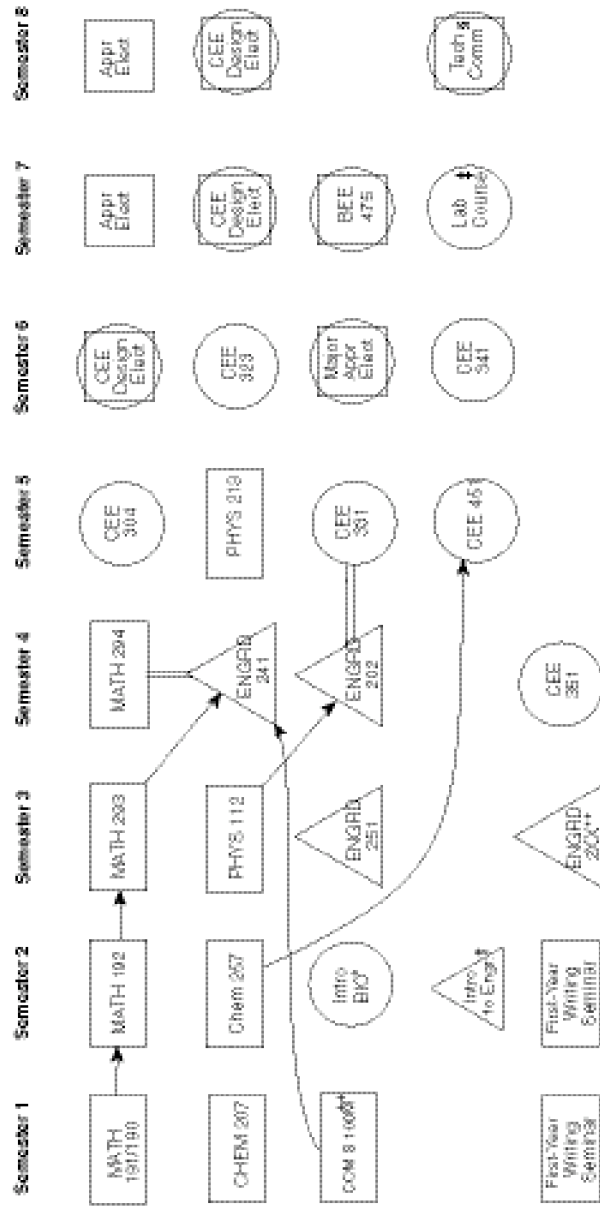 Semester 1
MATH
191/190
CHEM 207
First-Year
Writing
Seminar
Semester 2
MATH 192
Chem 257
Intro
BIO*
Intro
to Engr‡
First-Year
Writing
Seminar
Semester 3
MATH 293
PHYS 112
ENGRD
251
ENGRD
Semester 4
MATH 294
ENGRD
241
ENGRD
202
CEE
351
Semester 5
CEE
304
PHYS 213
CEE
331
CEE 451
Semester 6
CEE
Design
Elect
CEE
323
Major
Appr
Elect
CEE
341
Semester 7
Appr
Elect
CEE
Design
Elect
BEE
475
Lab ‡
Course
Semester 8
Appr
Elect
CEE
Design
Elect
Tech §
Comm